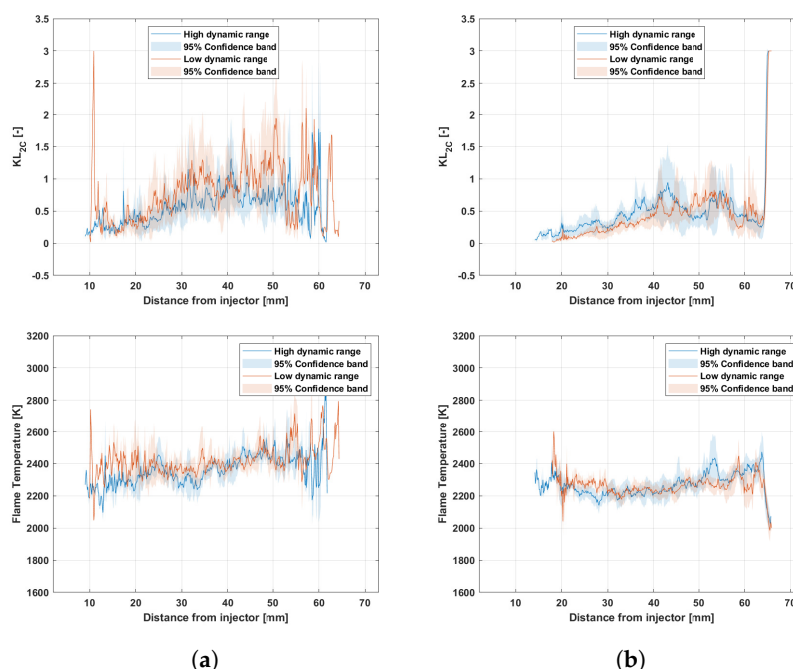 3.5
3
2.5
2
1.5
1
0.5
0
-0.5
KL2C [-]
High dynamic range
95% Confidence band
Low dynamic range
95% Confidence band
10 20 30 40 50 60 70
Distance from injector [mm]
3.5
3
2.5
2
1.5
1
0.5
0
-0.5
KL2C [-]
High dynamic range
95% Confidence band
Low dynamic range
95% Confidence band
10 20 30 40 50 60 70
Distance from injector [mm]
3200
3000
2800
2600
2400
2200
2000
1800
1600
Flame Temperature [K]
High dynamic range
95% Confidence band
Low dynamic range
95% Confidence band
10 20 30 40 50 60 70
Distance from injector [mm]
3200
3000
2800
2600
2400
2200
2000
1800
1600
Flame Temperature [K]
High dynamic range
95% Confidence band
Low dynamic range
95% Confidence band
10 20 30 40 50 60 70
Distance from injector [mm]
(a)
(b)